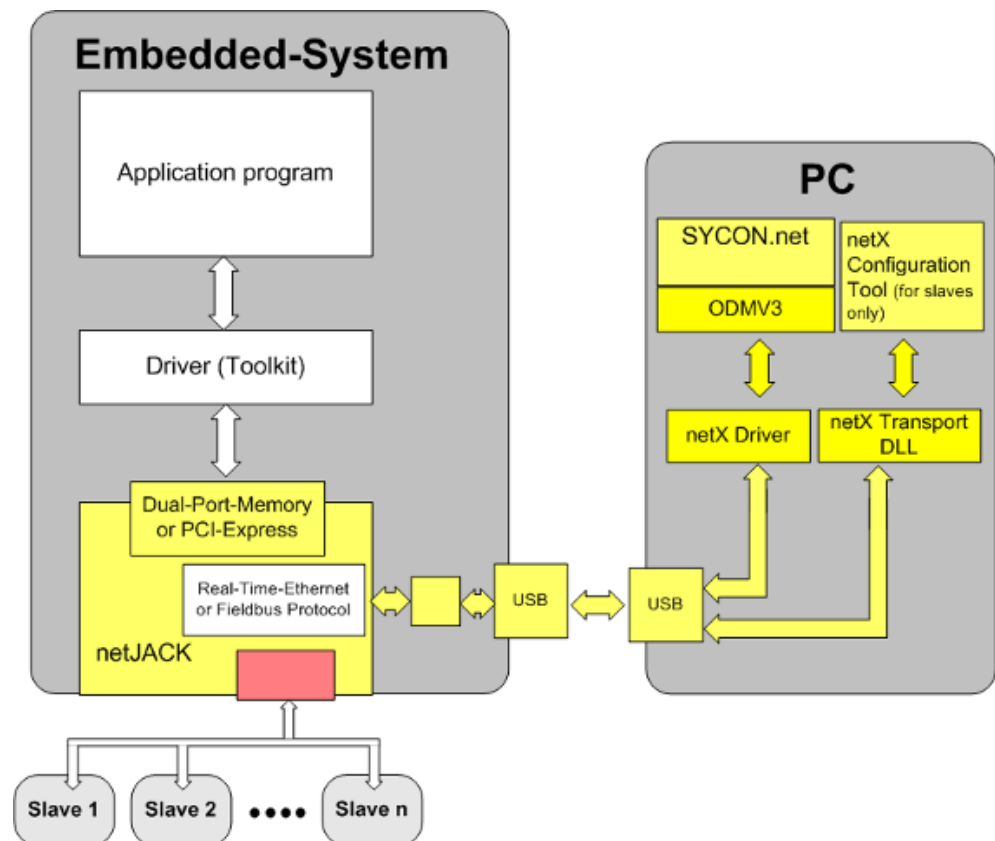 Embedded-System
Application program
Driver (Toolkit)
Dual-Port-Memory
or PCI-Express
Real-Time-Ethernet
or Fieldbus Protocol
netJACK
USB
Slave 1
Slave 2
Slave n
PC
SYCON.net
ODMV3
netX
Configuration
Tool (for slaves
only)
netX Driver
netX Transport
DLL
USB